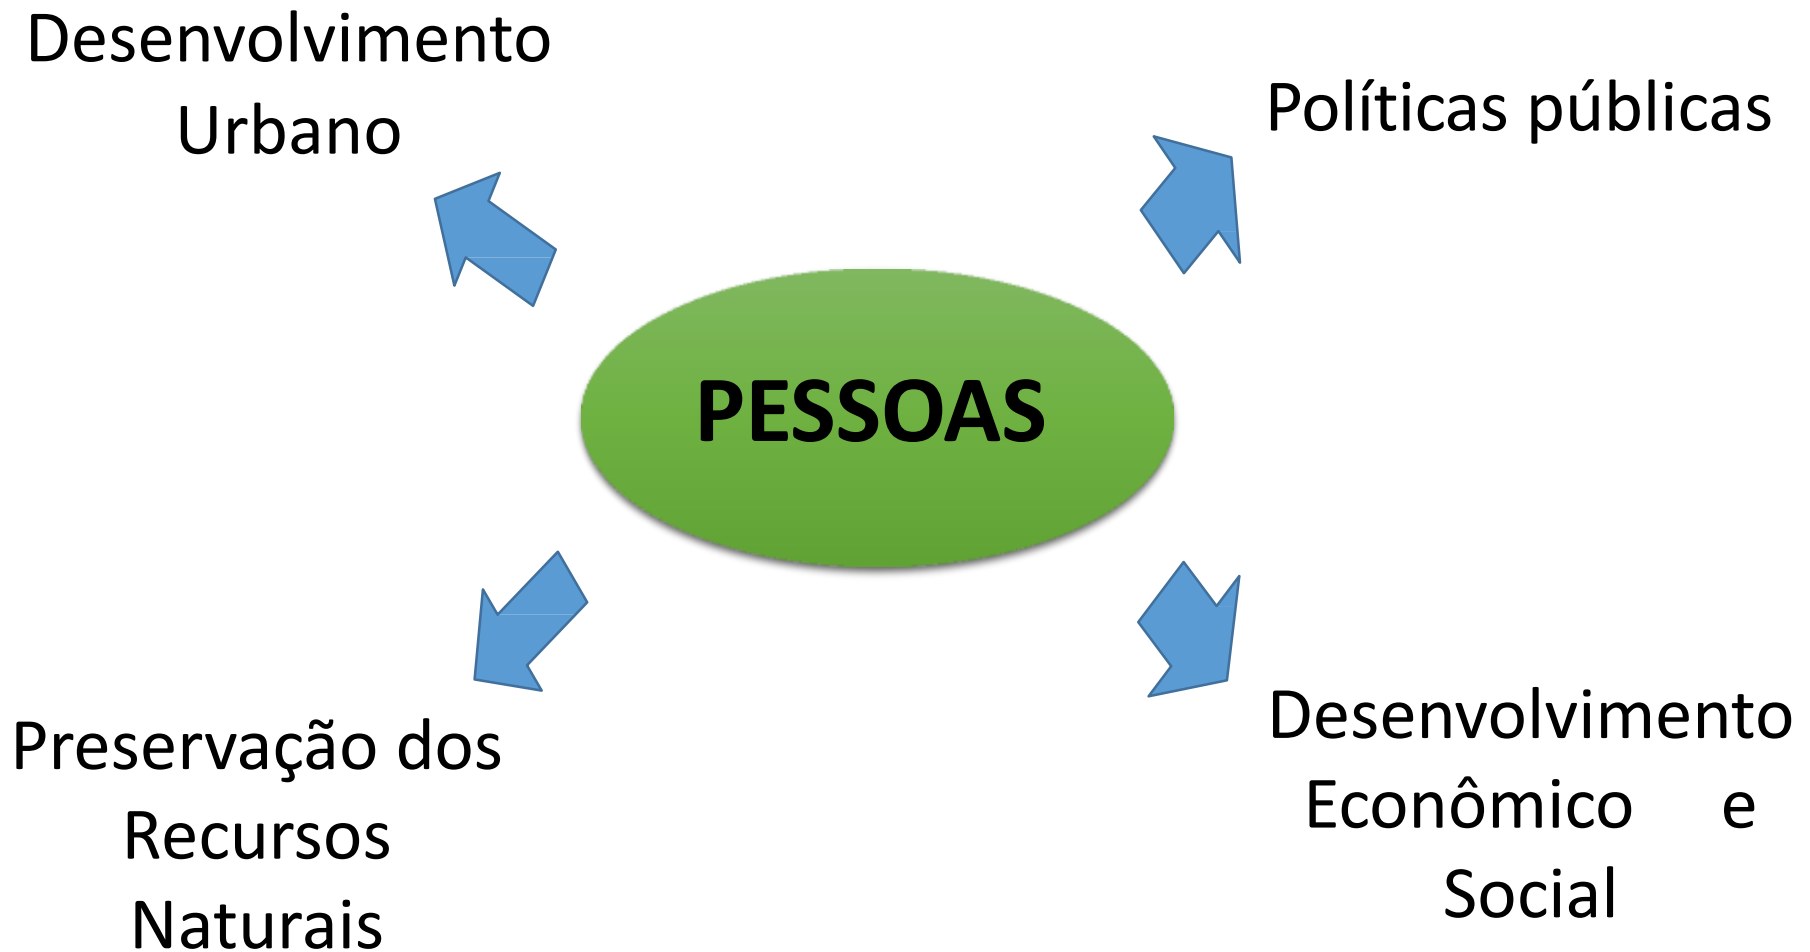 Desenvolvimento
Urbano
Políticas públicas
PESSOAS
Preservação dos
Recursos
Naturais
Desenvolvimento
Econômico e
Social